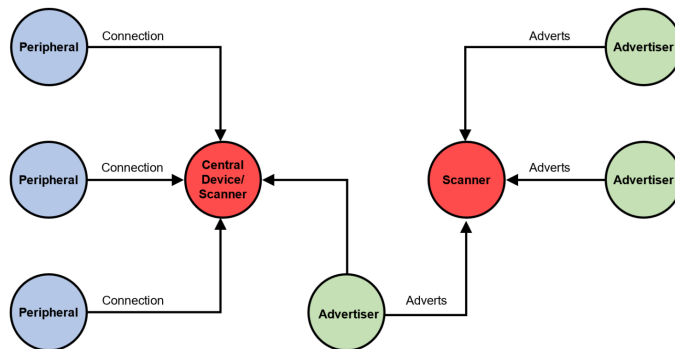 Peripheral
Connection
Adverts
Advertiser
Peripheral
Connection
Central
Device/
Scanner
Scanner
Adverts
Advertiser
Peripheral
Connection
Advertiser
Adverts